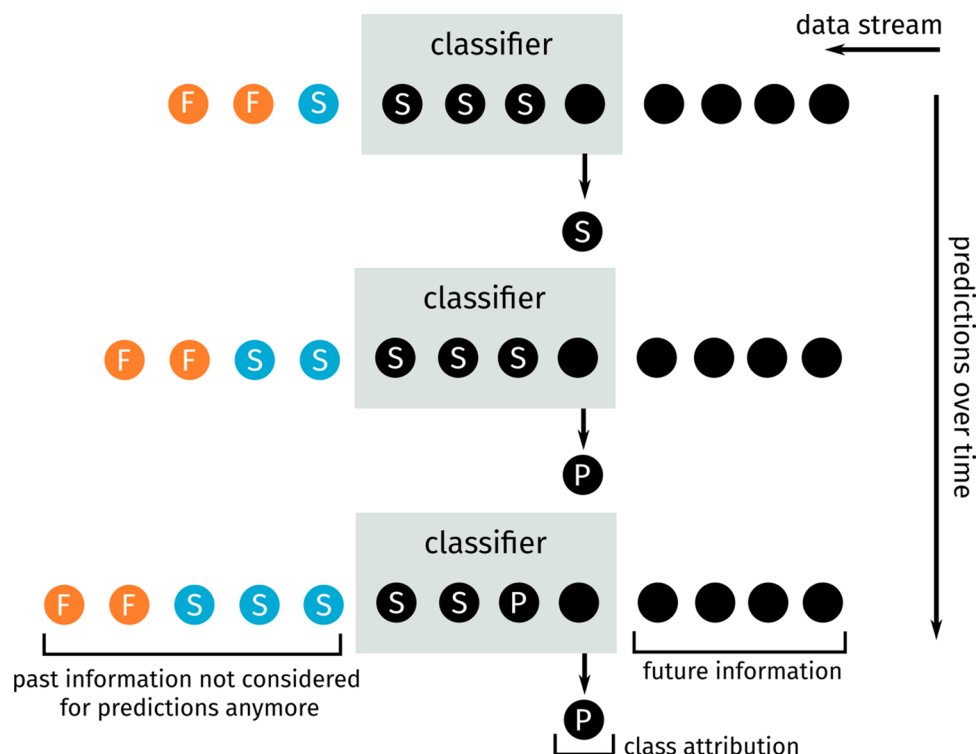 classifier
data stream
F F S S S S
S
predictions over time
classifier
F F S S S S S
P
classifier
F F S S S S S P
past information not considered
for predictions anymore
future information
P
class attribution